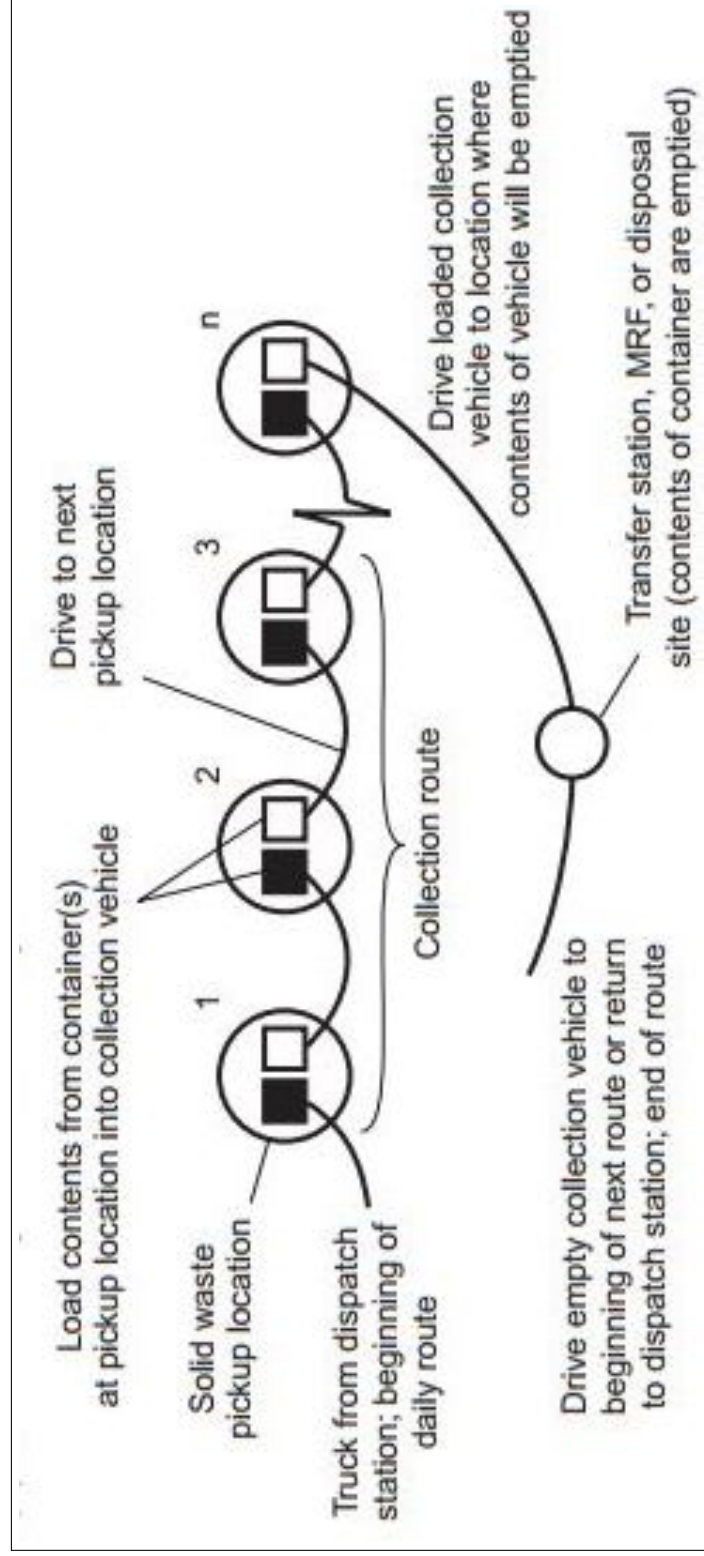 Load contents from container(s)
at pickup location into collection vehicle
Drive to next
pickup location
Solid waste
pickup location
1
2
3
n
Truck from dispatch
station; beginning of
daily route
Collection route
Drive loaded collection
vehicle to location where
contents of vehicle will be emptied
Drive empty collection vehicle to
beginning of next route or return
to dispatch station; end of route
Transfer station, MRF, or disposal
site (contents of container are emptied)